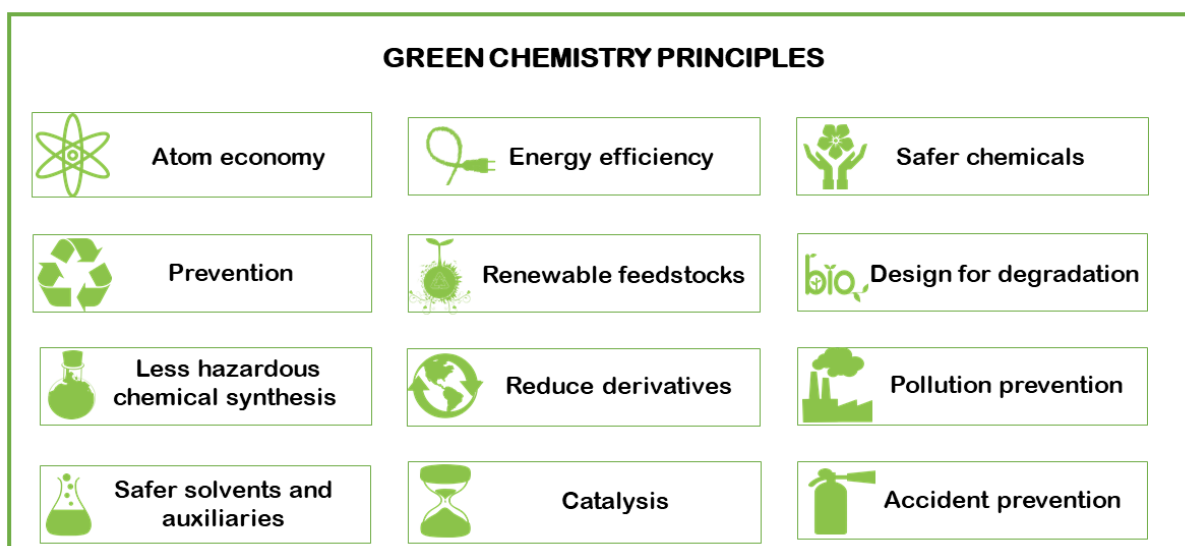 GREEN CHEMISTRY PRINCIPLES
Atom economy
Energy efficiency
Safer chemicals
Prevention
Renewable feedstocks
bio
Design for degradation
Less hazardous
chemical synthesis
Reduce derivatives
Pollution prevention
Safer solvents and
auxiliaries
Catalysis
Accident prevention